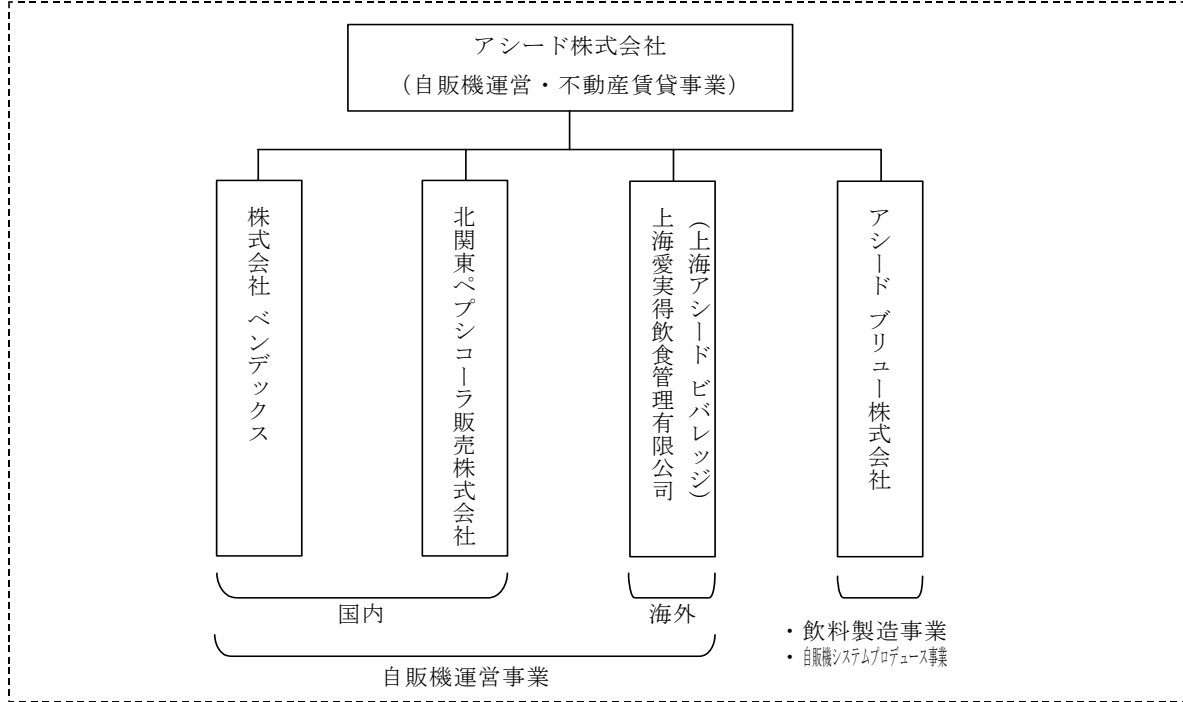 アシード株式会社
(自販機運営・不動産賃貸事業)
株式会社 ベンデックス
北関東ペプシコーラ販売株式会社
(上海アシード ビバレッジ)
上海愛実得飲食管理有限公司
アシード ブリュー株式会社
国内
海外
自販機運営事業
・飲料製造事業
・自販機システムプロデュース事業